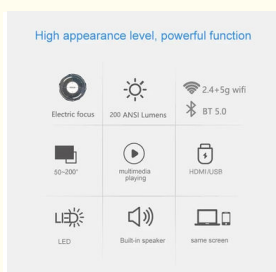 High appearance level, powerful function
2.4+5g wifi
BT 5.0
Electric focus
200 ANSI Lumens
50~200"
multimedia
playing
HDMI/USB
LED
LED
Built-in speaker
same screen